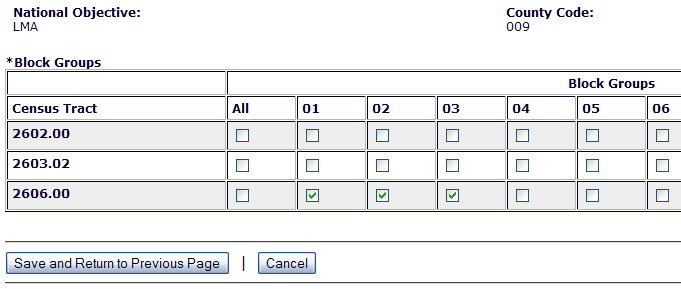 National Objective: County Code:
LMA 009
*Block Groups
Block Groups
Census Tract All 01 02 03 04 05 06
2602.00
2603.02
2606.00
Save and Return to Previous Page | Cancel